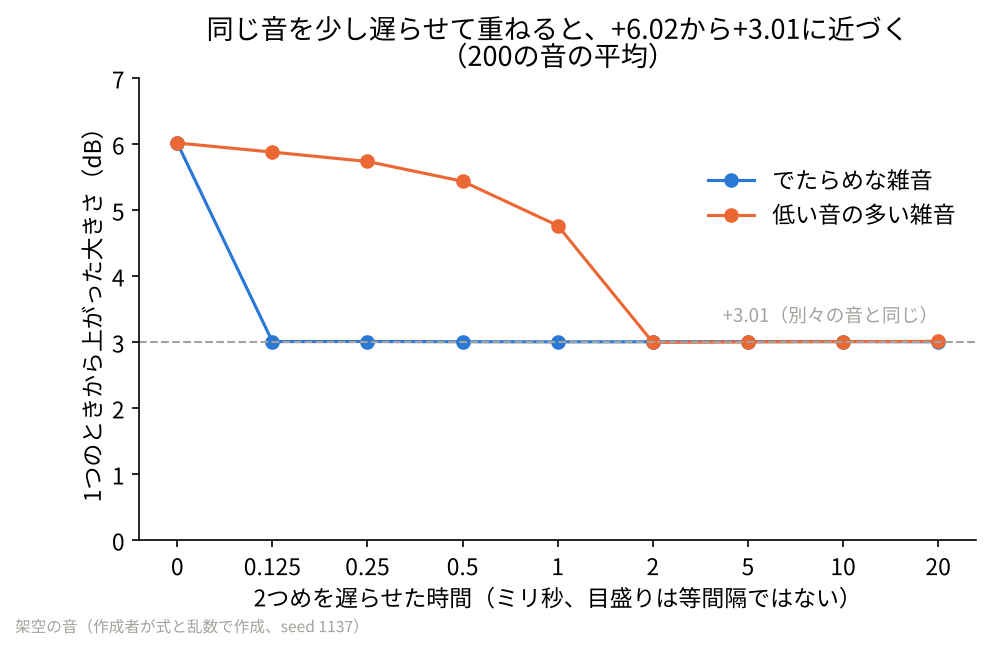 同じ音を少し遅らせて重ねると、+6.02から+3.01に近づく
（200の音の平均）
1つのときから上がった大きさ（dB）
7
6
5
4
3
2
1
0
でたらめな雑音
低い音の多い雑音
+3.01（別々の音と同じ）
0 0.125 0.25 0.5 1 2 5 10 20
2つめを遅らせた時間（ミリ秒、目盛りは等間隔ではない）
架空の音（作成者が式と乱数で作成、seed 1137）